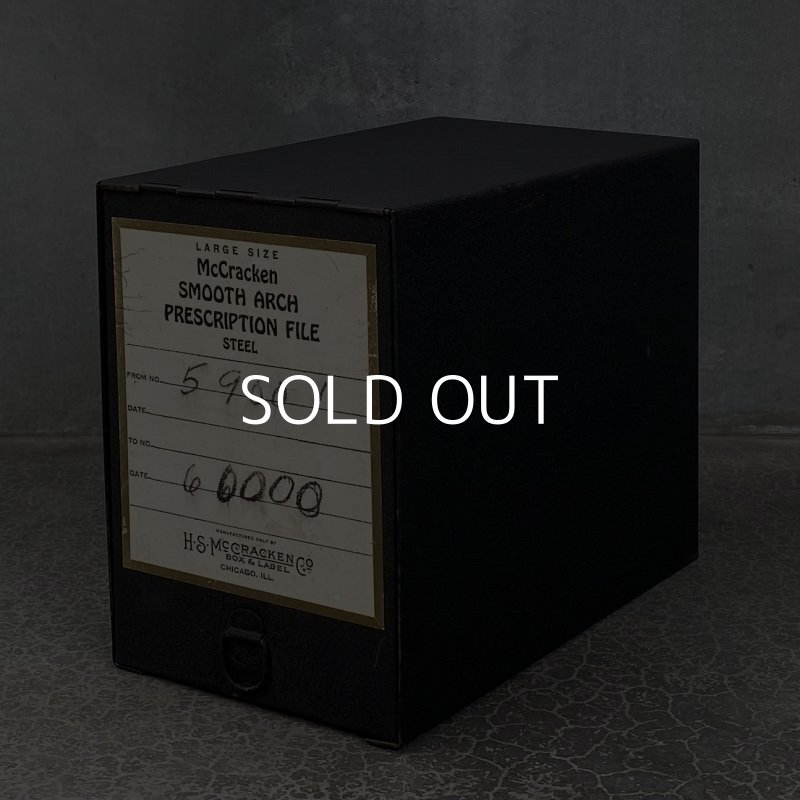 LARGE SIZE
McCracken
SMOOTH ARCH
PRESCRIPTION FILE
STEEL
FROM NO.
SOLD OUT
DATE
TO NO.
DATE 60000
MANUFACTURED ONLY BY
H.S. McCRACKEN Co
BOX & LABEL
CHICAGO, ILL.